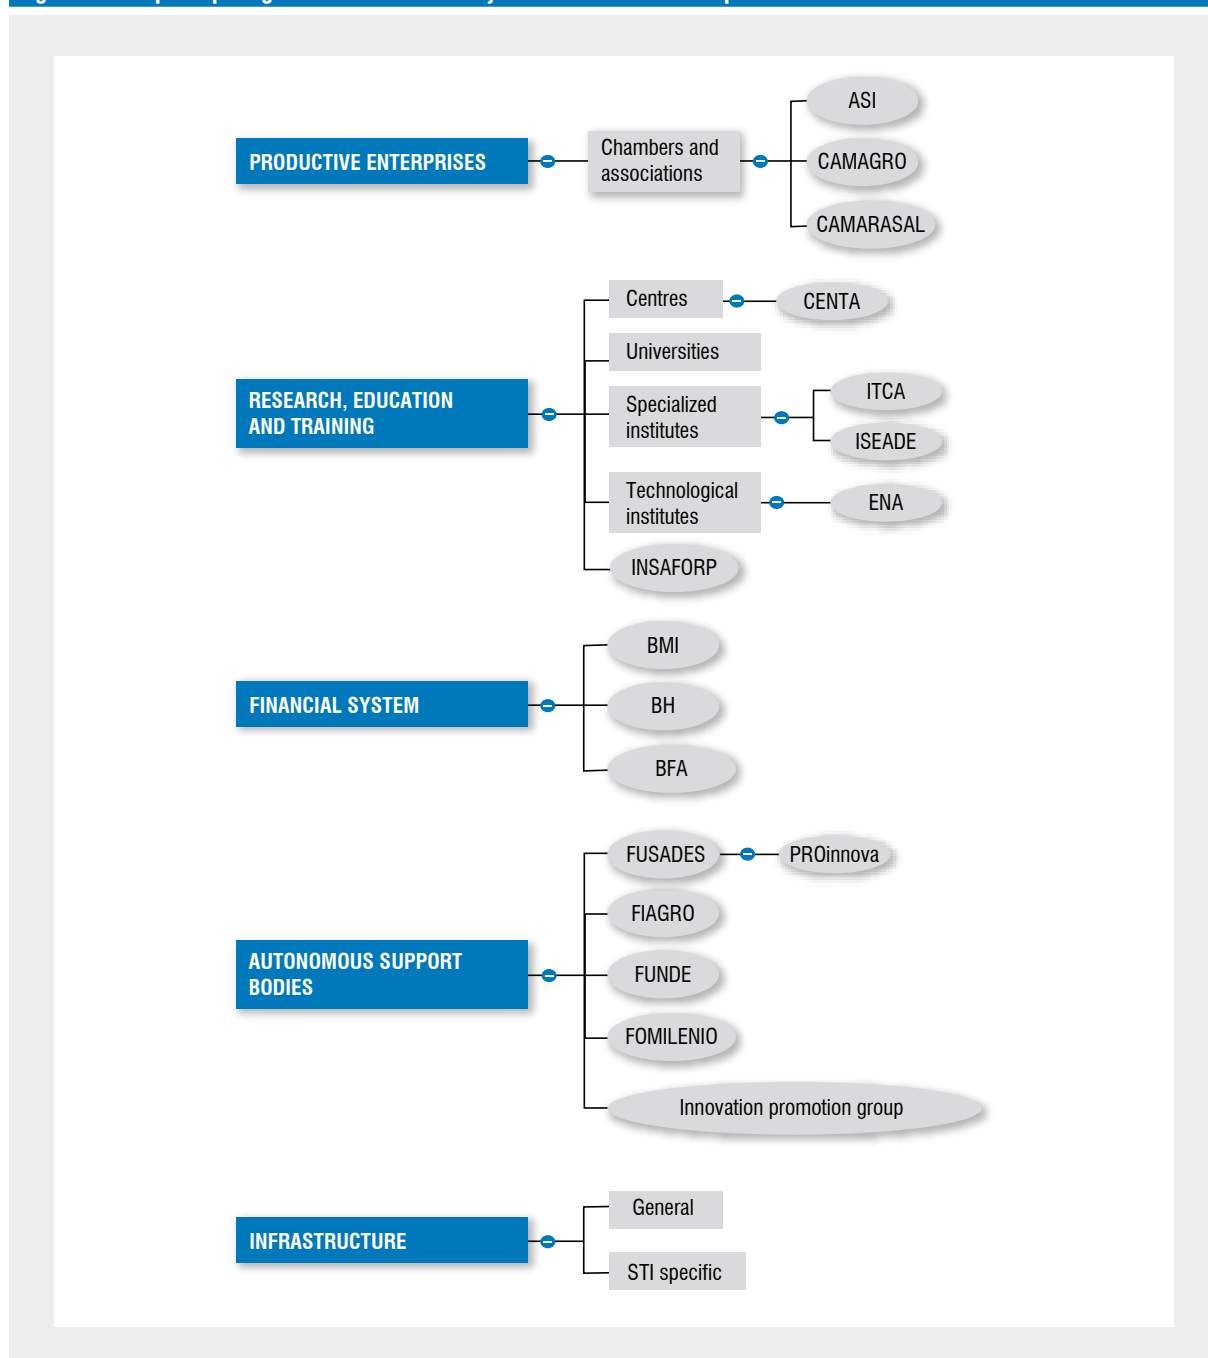 PRODUCTIVE ENTERPRISES
Chambers and
associations
ASI
CAMAGRO
CAMARASAL
RESEARCH, EDUCATION
AND TRAINING
Centres
CENTA
Universities
Specialized
institutes
ITCA
ISEADE
Technological
institutes
ENA
INSAFORP
FINANCIAL SYSTEM
BMI
BH
BFA
AUTONOMOUS SUPPORT
BODIES
FUSADES
PROinnova
FIAGRO
FUNDE
FOMILENIO
Innovation promotion group
INFRASTRUCTURE
General
STI specific